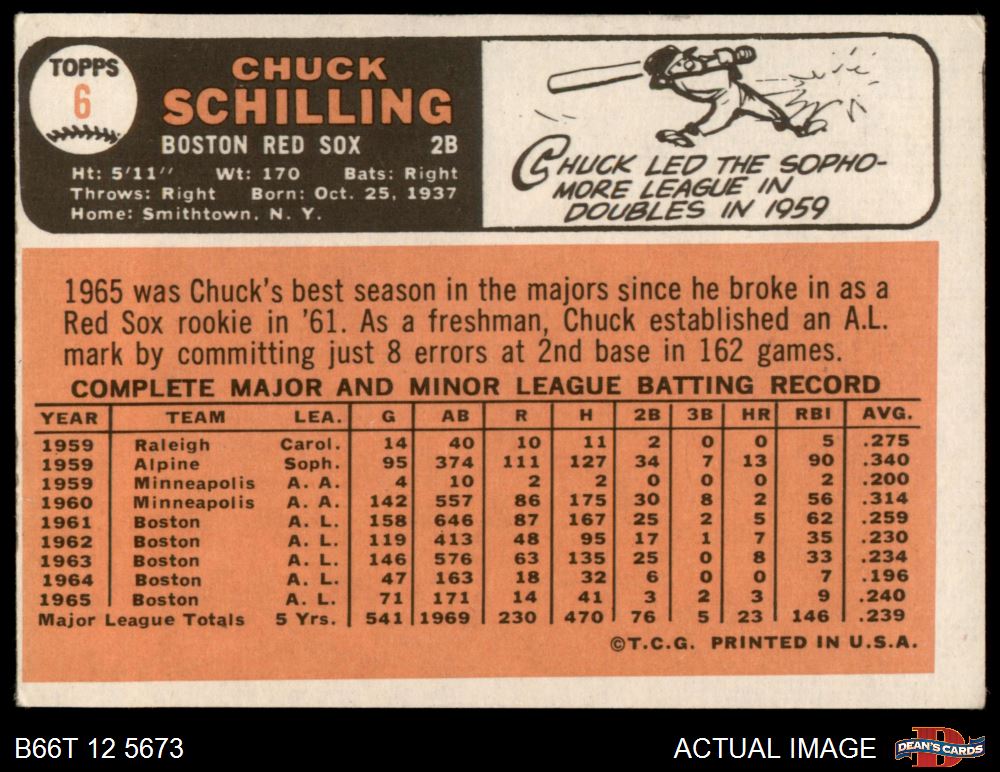 TOPPS
6
CHUCK
SCHILLING
BOSTON RED SOX 2B
Ht: 5'11" Wt: 170 Bats: Right
Throws: Right Born: Oct. 25, 1937
Home: Smithtown, N. Y.
CHUCK LED THE SOPHO-
MORE LEAGUE IN
DOUBLES IN 1959
1965 was Chuck's best season in the majors since he broke in as a
Red Sox rookie in '61. As a freshman, Chuck established an A.L.
mark by committing just 8 errors at 2nd base in 162 games.
COMPLETE MAJOR AND MINOR LEAGUE BATTING RECORD
YEAR TEAM LEA. G AB R H 2B 3B HR RBI AVG.
1959 Raleigh Carol. 14 40 10 11 2 0 0 5 .275
1959 Alpine Soph. 95 374 111 127 34 7 13 90 .340
1959 Minneapolis A. A. 4 10 2 2 0 0 0 2 .200
1960 Minneapolis A. A. 142 557 86 175 30 8 2 56 .314
1961 Boston A. L. 158 646 87 167 25 2 5 62 .259
1962 Boston A. L. 119 413 48 95 17 1 7 35 .230
1963 Boston A. L. 146 576 63 135 25 0 8 33 .234
1964 Boston A. L. 47 163 18 32 6 0 0 7 .196
1965 Boston A. L. 71 171 14 41 3 2 3 9 .240
Major League Totals 5 Yrs. 541 1969 230 470 76 5 23 146 .239
©T.C.G. PRINTED IN U.S.A.
B66T 12 5673
ACTUAL IMAGE
DEAN'S CARDS